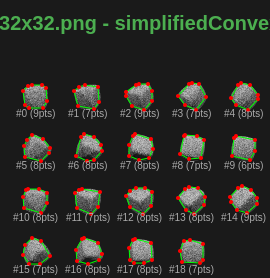 32x32.png - simplifiedConve
#0 (9pts) #1 (7pts) #2 (9pts) #3 (7pts) #4 (6pts)
#5 (8pts) #6 (8pts) #7 (8pts) #8 (7pts) #9 (6pts)
#10 (8pts) #11 (7pts) #12 (8pts) #13 (8pts) #14 (9pts)
#15 (7pts) #16 (8pts) #17 (8pts) #18 (7pts)